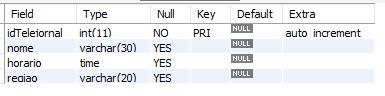 Field Type Null Key Default Extra
idTelejornal int(11) NO PRI NULL auto_increment
nome varchar(30) YES NULL
horario time YES NULL
regiao varchar(20) YES NULL